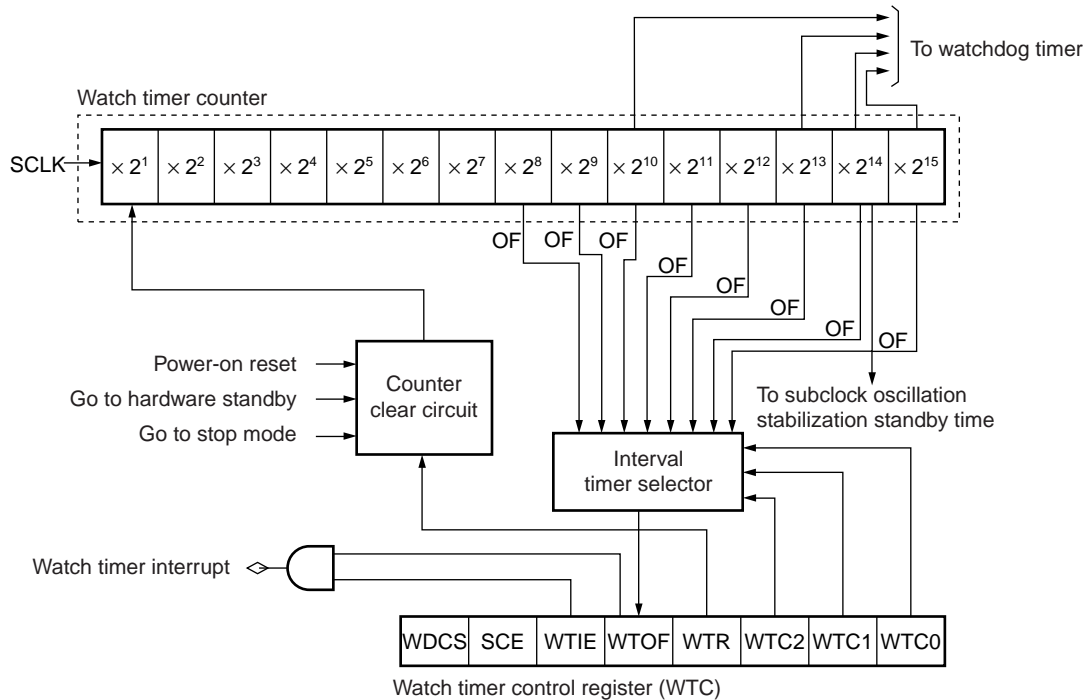 To watchdog timer
Watch timer counter
SCLK
× 2¹ × 2² × 2³ × 2⁴ × 2⁵ × 2⁶ × 2⁷ × 2⁸ × 2⁹ × 2¹⁰ × 2¹¹ × 2¹² × 2¹³ × 2¹⁴ × 2¹⁵
OF OF OF
OF
OF
OF
OF
OF
Power-on reset
Go to hardware standby
Go to stop mode
Counter
clear circuit
To subclock oscillation
stabilization standby time
Interval
timer selector
Watch timer interrupt
WDCS SCE WTIE WTOF WTR WTC2 WTC1 WTC0
Watch timer control register (WTC)